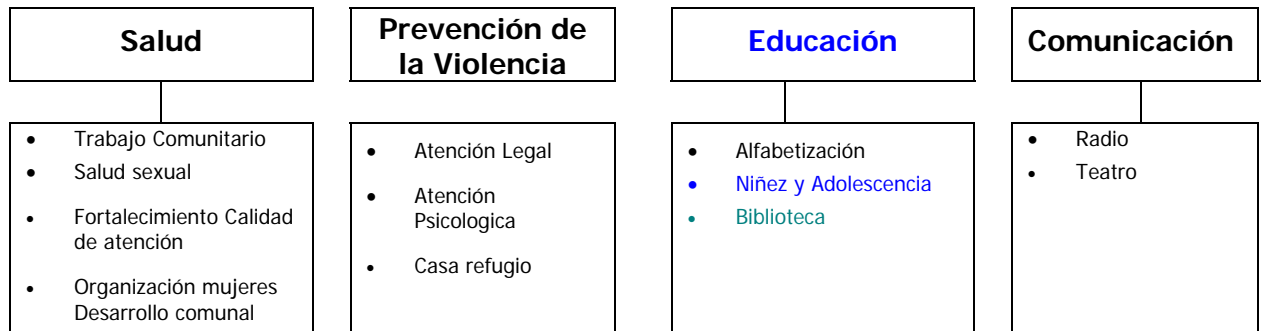 Salud
Trabajo Comunitario
Salud sexual
Fortalecimiento Calidad
de atención
Organización mujeres
Desarrollo comunal
Prevención de
la Violencia
Atención Legal
Atención
Psicologica
Casa refugio
Educación
Alfabetización
Niñez y Adolescencia
Biblioteca
Comunicación
Radio
Teatro